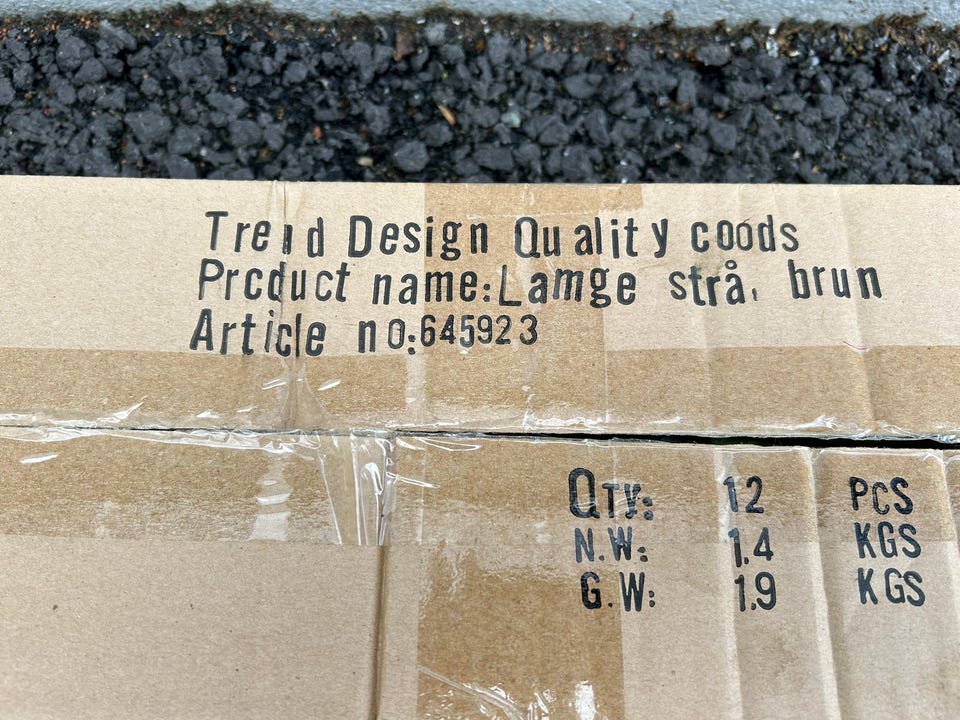 Trend Design Quality coods
Prcduct name:Lamge strå, brun
Article no:645923
QTY: 12 PCS
N.W: 1.4 KGS
G.W: 1.9 KGS